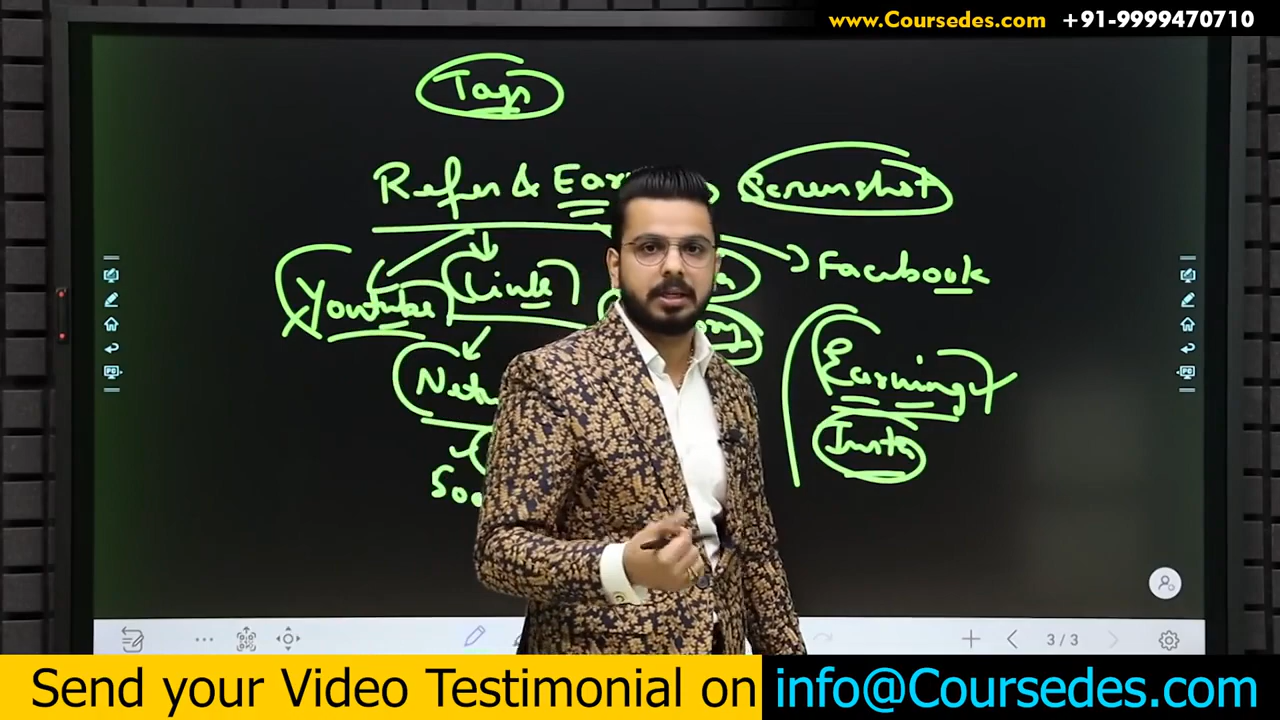 www.Coursedes.com +91-9999470710
Tags
Refer & Screenshot
Youtube Link Facebook
Earning
Insta
3 / 3
Send your Video Testimonial on info@Coursedes.com